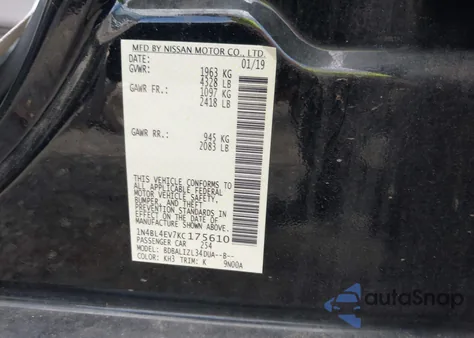 MFD BY NISSAN MOTOR CO., LTD.
DATE: 01/19
GVWR: 1963 KG
4328 LB
GAWR FR.: 1097 KG
2418 LB
GAWR RR.: 945 KG
2083 LB
THIS VEHICLE CONFORMS TO
ALL APPLICABLE FEDERAL
MOTOR VEHICLE SAFETY,
BUMPER, AND THEFT
PREVENTION STANDARDS IN
EFFECT ON THE DATE OF
MANUFACTURE SHOWN ABOVE.
1N4BL4EV7KC175610
PASSENGER CAR 254
MODEL: BDBALIZL34DUA--B--
COLOR: KH3 TRIM: K 9N00A
autoSnap